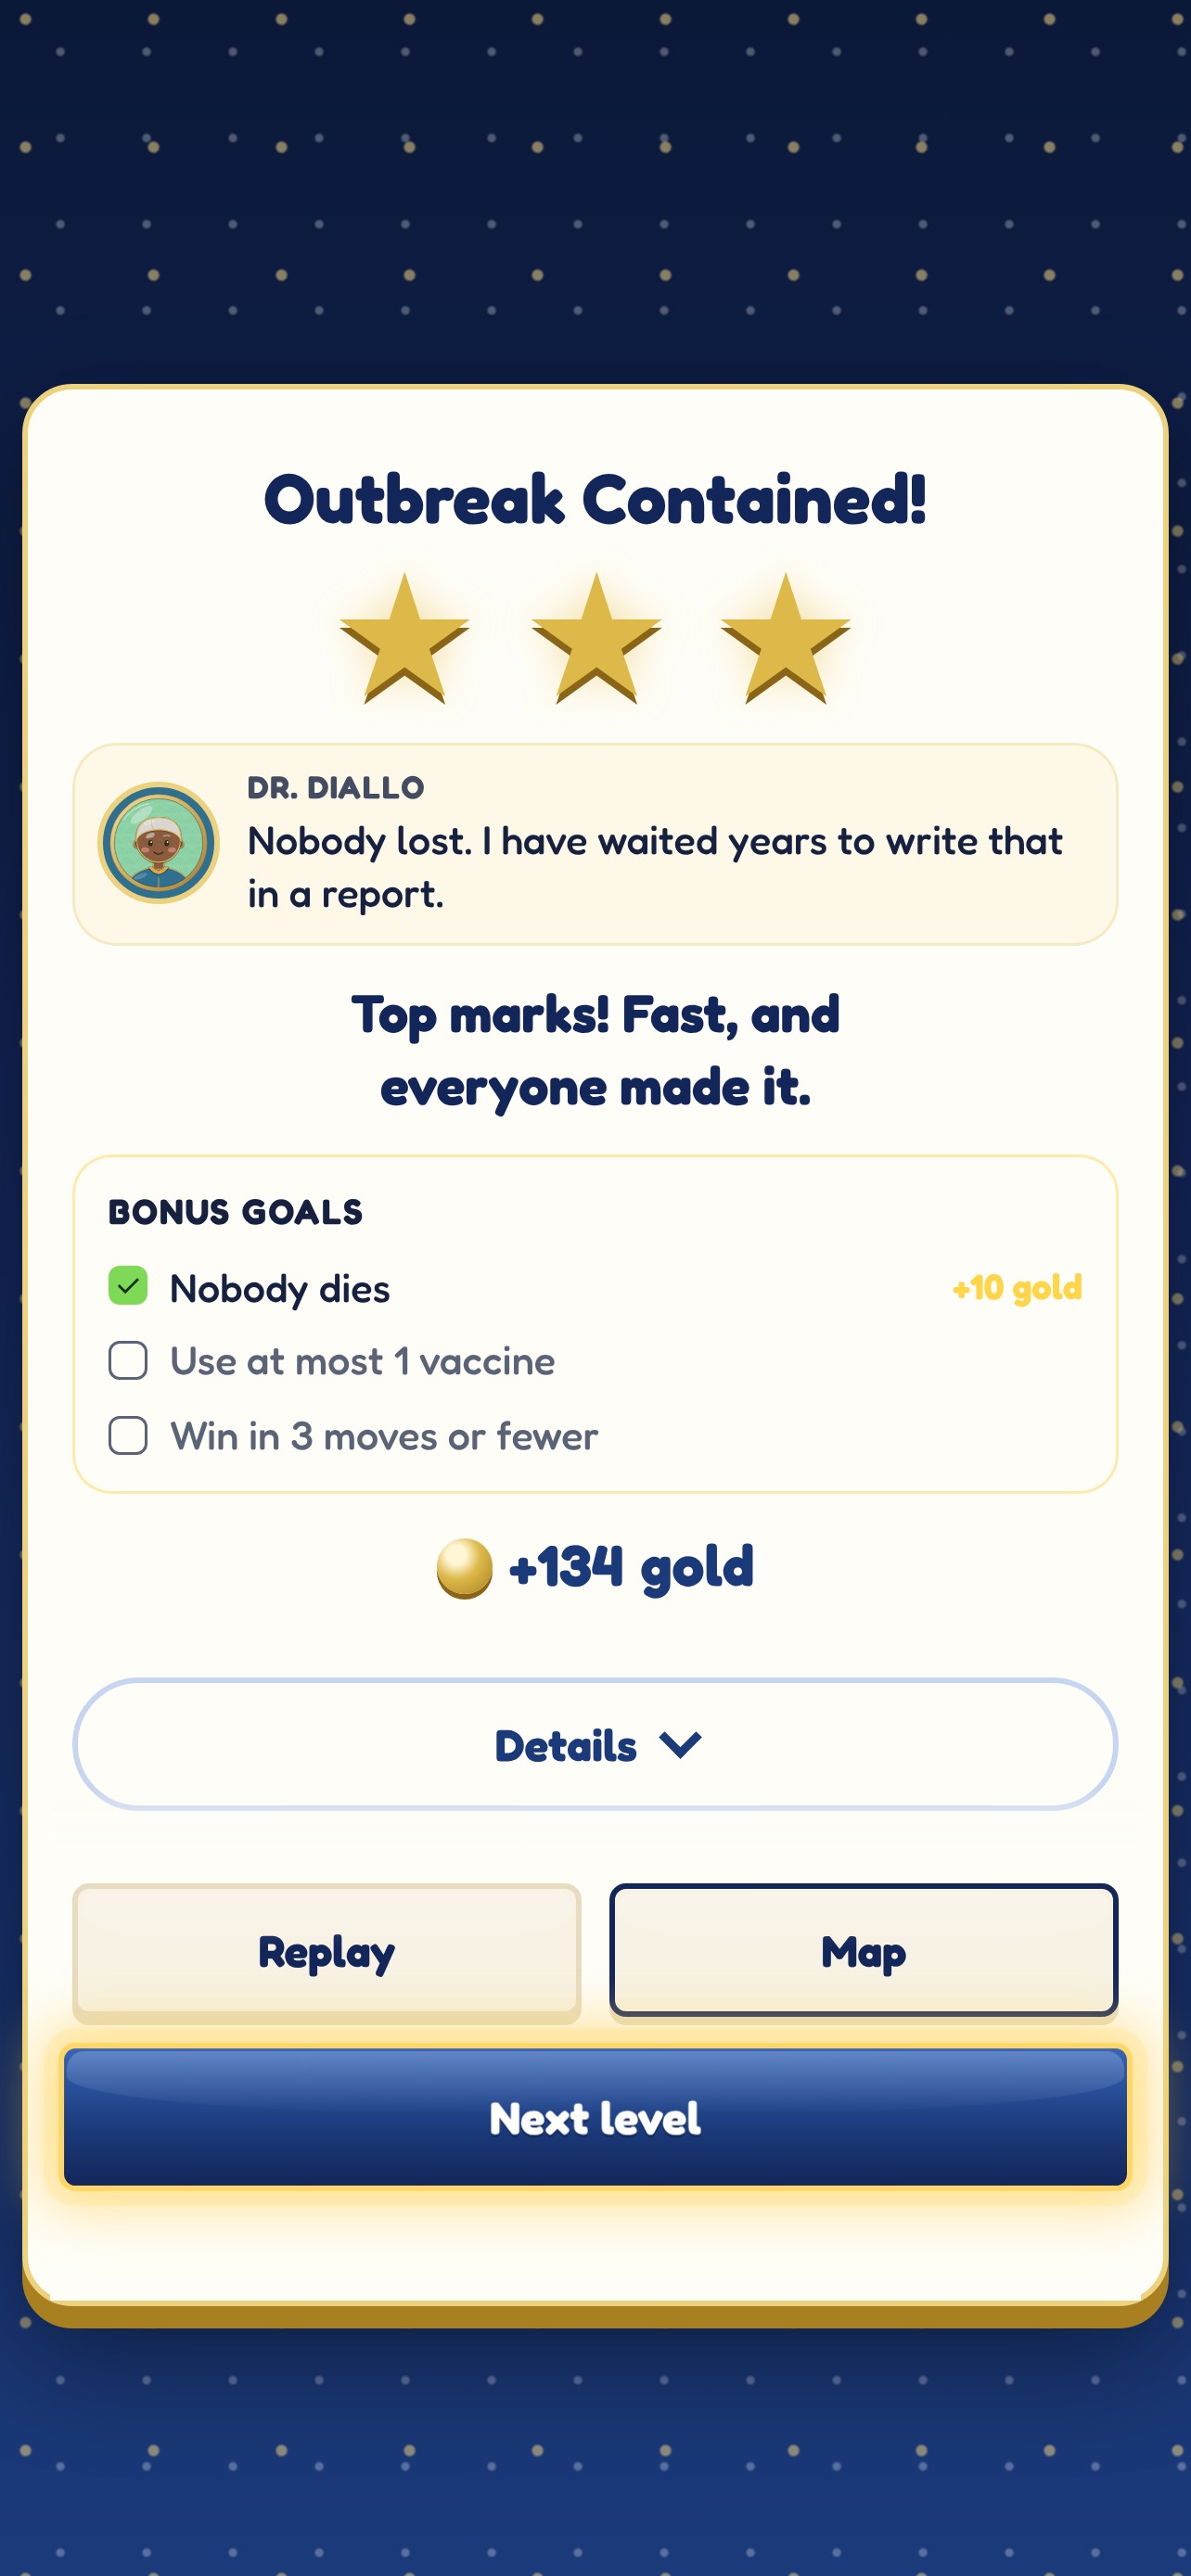 Outbreak Contained!
DR. DIALLO
Nobody lost. I have waited years to write that
in a report.
Top marks! Fast, and
everyone made it.
BONUS GOALS
Nobody dies +10 gold
Use at most 1 vaccine
Win in 3 moves or fewer
+134 gold
Details
Replay Map
Next level